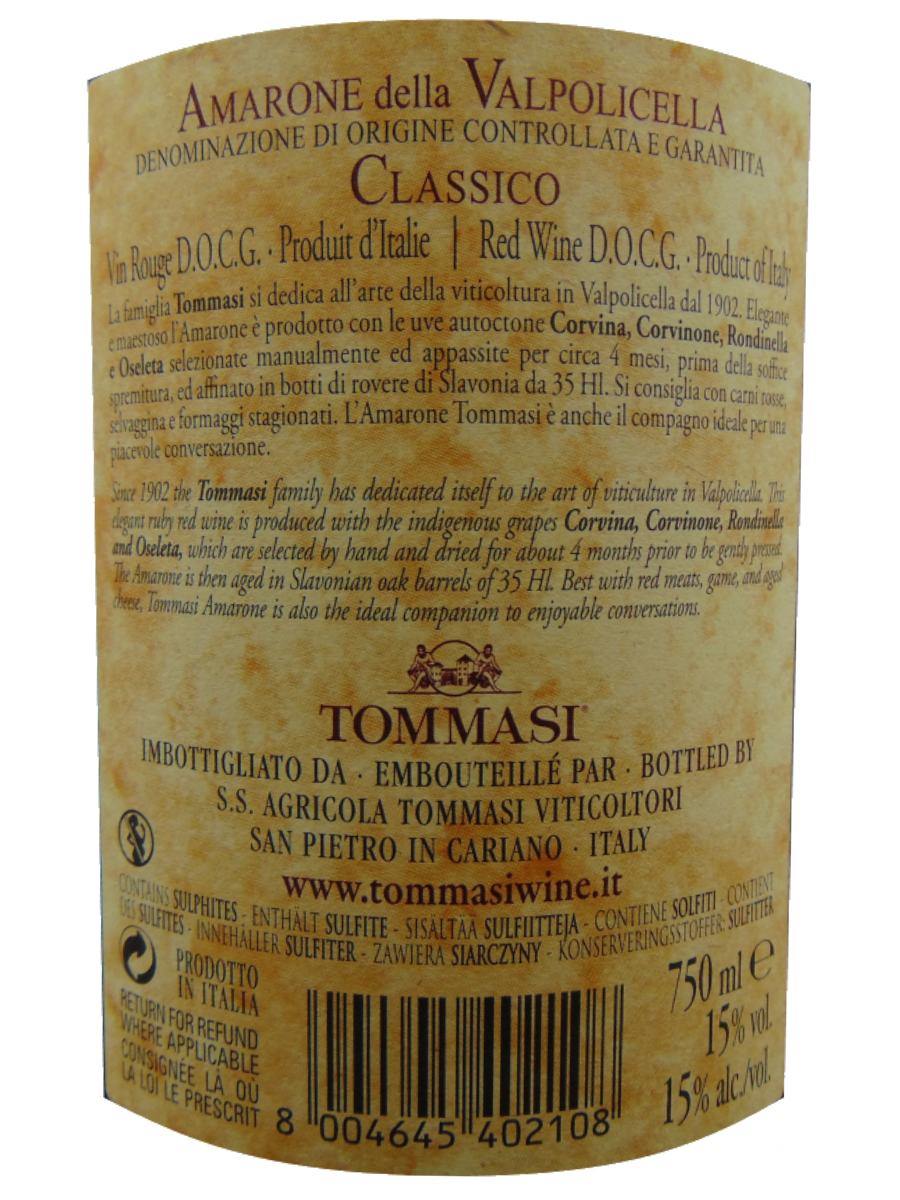 AMARONE della VALPOLICELLA
DENOMINAZIONE DI ORIGINE CONTROLLATA E GARANTITA
CLASSICO
Vin Rouge D.O.C.G. · Produit d'Italie | Red Wine D.O.C.G. · Product of Italy
La famiglia Tommasi si dedica all'arte della viticoltura in Valpolicella dal 1902. Elegante
e maestoso l'Amarone è prodotto con le uve autoctone Corvina, Corvinone, Rondinella
e Oseleta selezionate manualmente ed appassite per circa 4 mesi, prima della soffice
spremitura, ed affinato in botti di rovere di Slavonia da 35 Hl. Si consiglia con carni rosse,
selvaggina e formaggi stagionati. L'Amarone Tommasi è anche il compagno ideale per una
piacevole conversazione.
Since 1902 the Tommasi family has dedicated itself to the art of viticulture in Valpolicella. This
elegant ruby red wine is produced with the indigenous grapes Corvina, Corvinone, Rondinella
and Oseleta, which are selected by hand and dried for about 4 months prior to be gently pressed.
The Amarone is then aged in Slavonian oak barrels of 35 Hl. Best with red meats, game, and aged
cheese, Tommasi Amarone is also the ideal companion to enjoyable conversations.
TOMMASI®
IMBOTTIGLIATO DA · EMBOUTEILLÉ PAR · BOTTLED BY
S.S. AGRICOLA TOMMASI VITICOLTORI
SAN PIETRO IN CARIANO · ITALY
www.tommasiwine.it
CONTAINS SULPHITES - ENTHÄLT SULFITE - SISÄLTÄÄ SULFIITTEJA - CONTIENE SOLFITI - CONTIENT
DES SULFITES - INNEHÅLLER SULFITER - ZAWIERA SIARCZYNY - KONSERVERINGSSTOFFER: SULFITTER
PRODOTTO
IN ITALIA
RETURN FOR REFUND
WHERE APPLICABLE
CONSIGNÉE LÀ OÙ
LA LOI LE PRESCRIT
750 ml e
15% vol.
15% alc./vol.
8 004645 402108